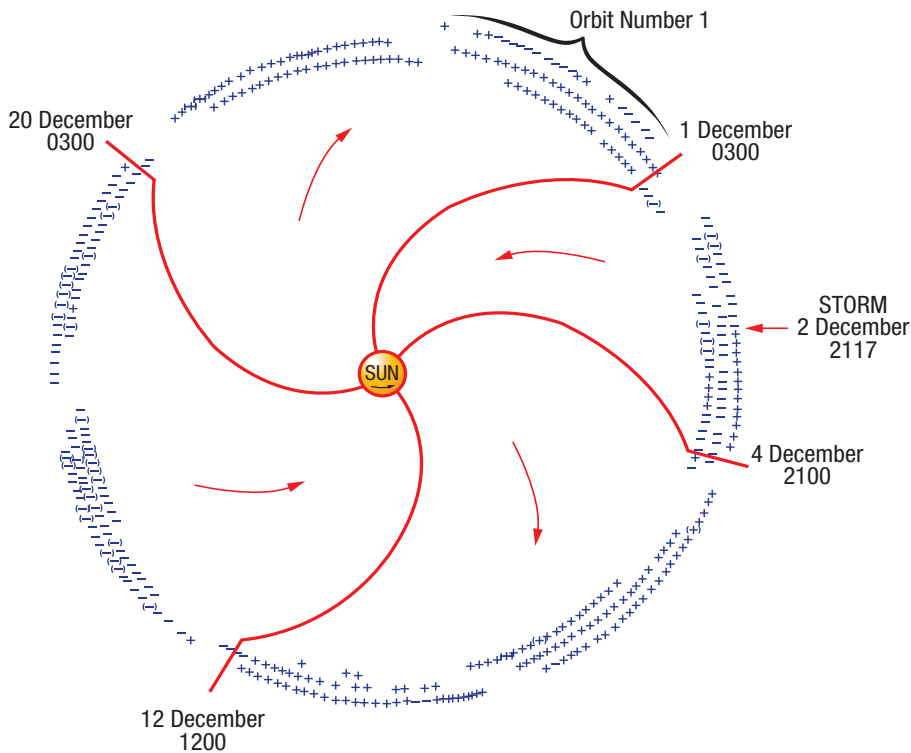 Orbit Number 1
20 December
0300
1 December
0300
STORM
2 December
2117
SUN
4 December
2100
12 December
1200